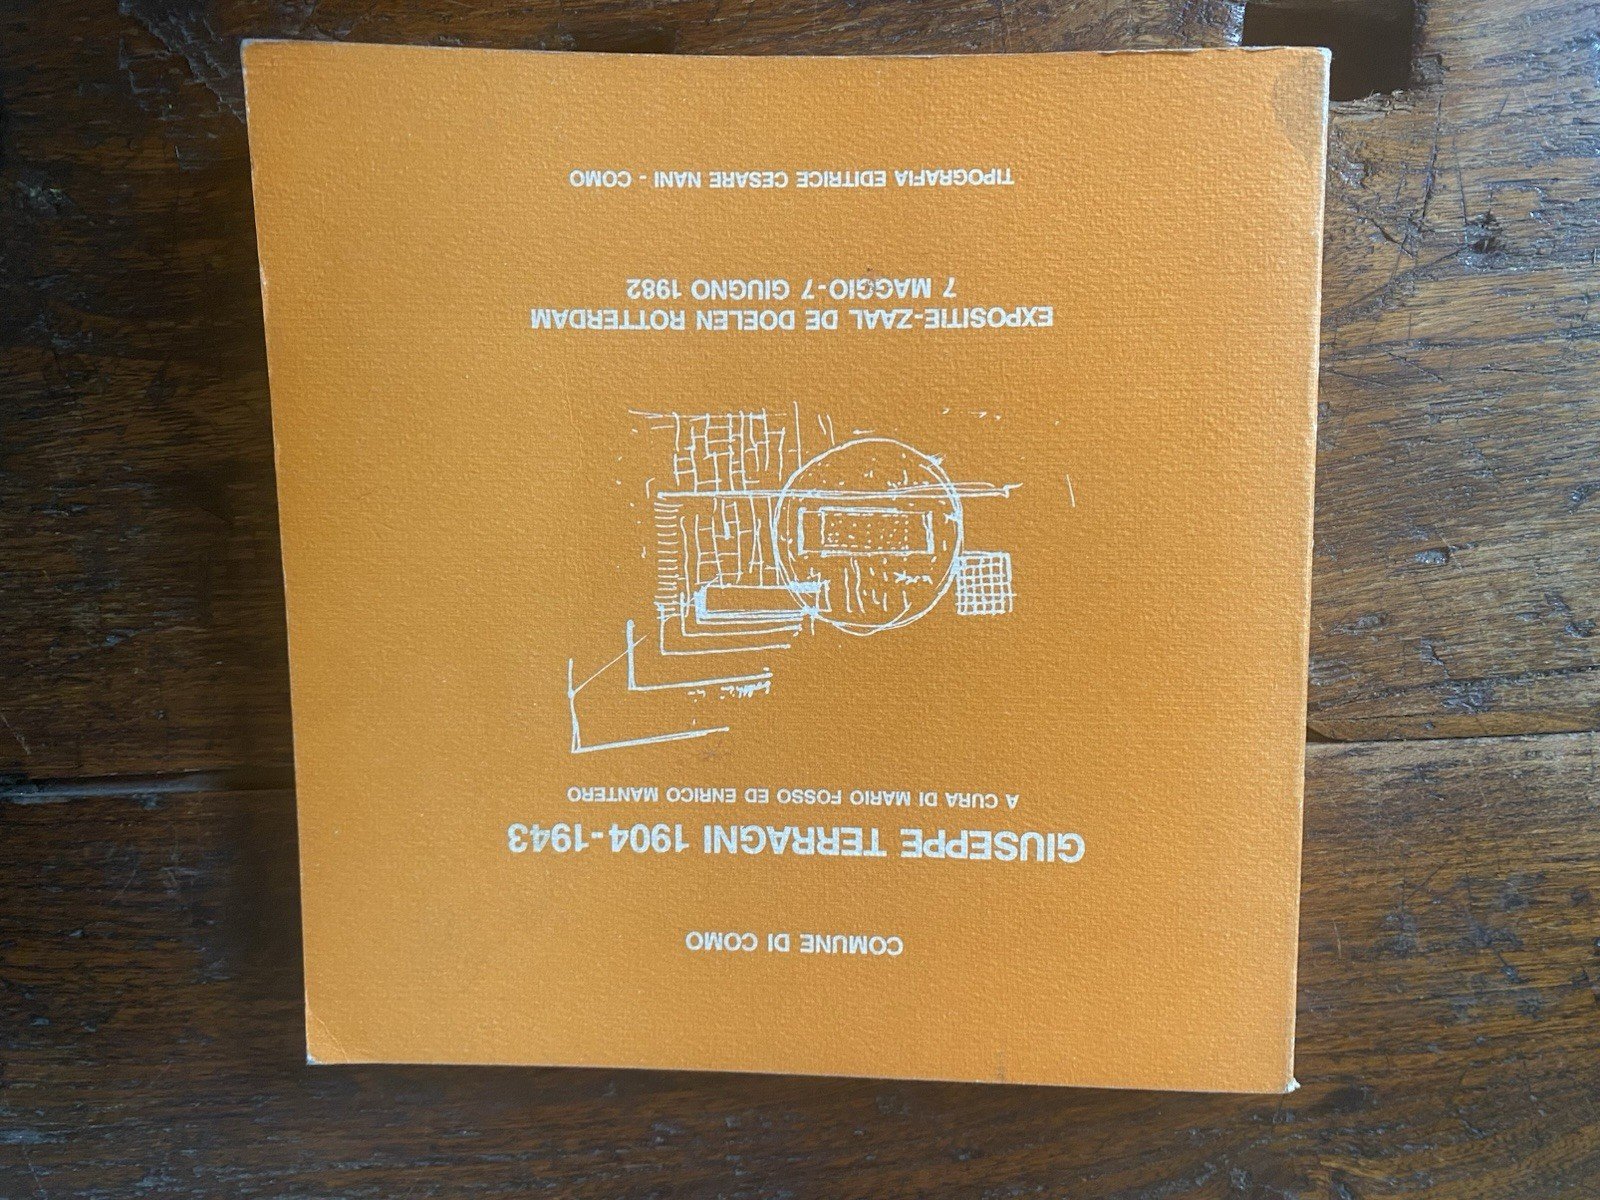 COMUNE DI COMO
GIUSEPPE TERRAGNI 1904-1943
A CURA DI MARIO FOSSO ED ENRICO MANTERO
EXPOSITIE-ZAAL DE DOELEN ROTTERDAM
7 MAGGIO-7 GIUGNO 1982
TIPOGRAFIA EDITRICE CESARE NANI - COMO